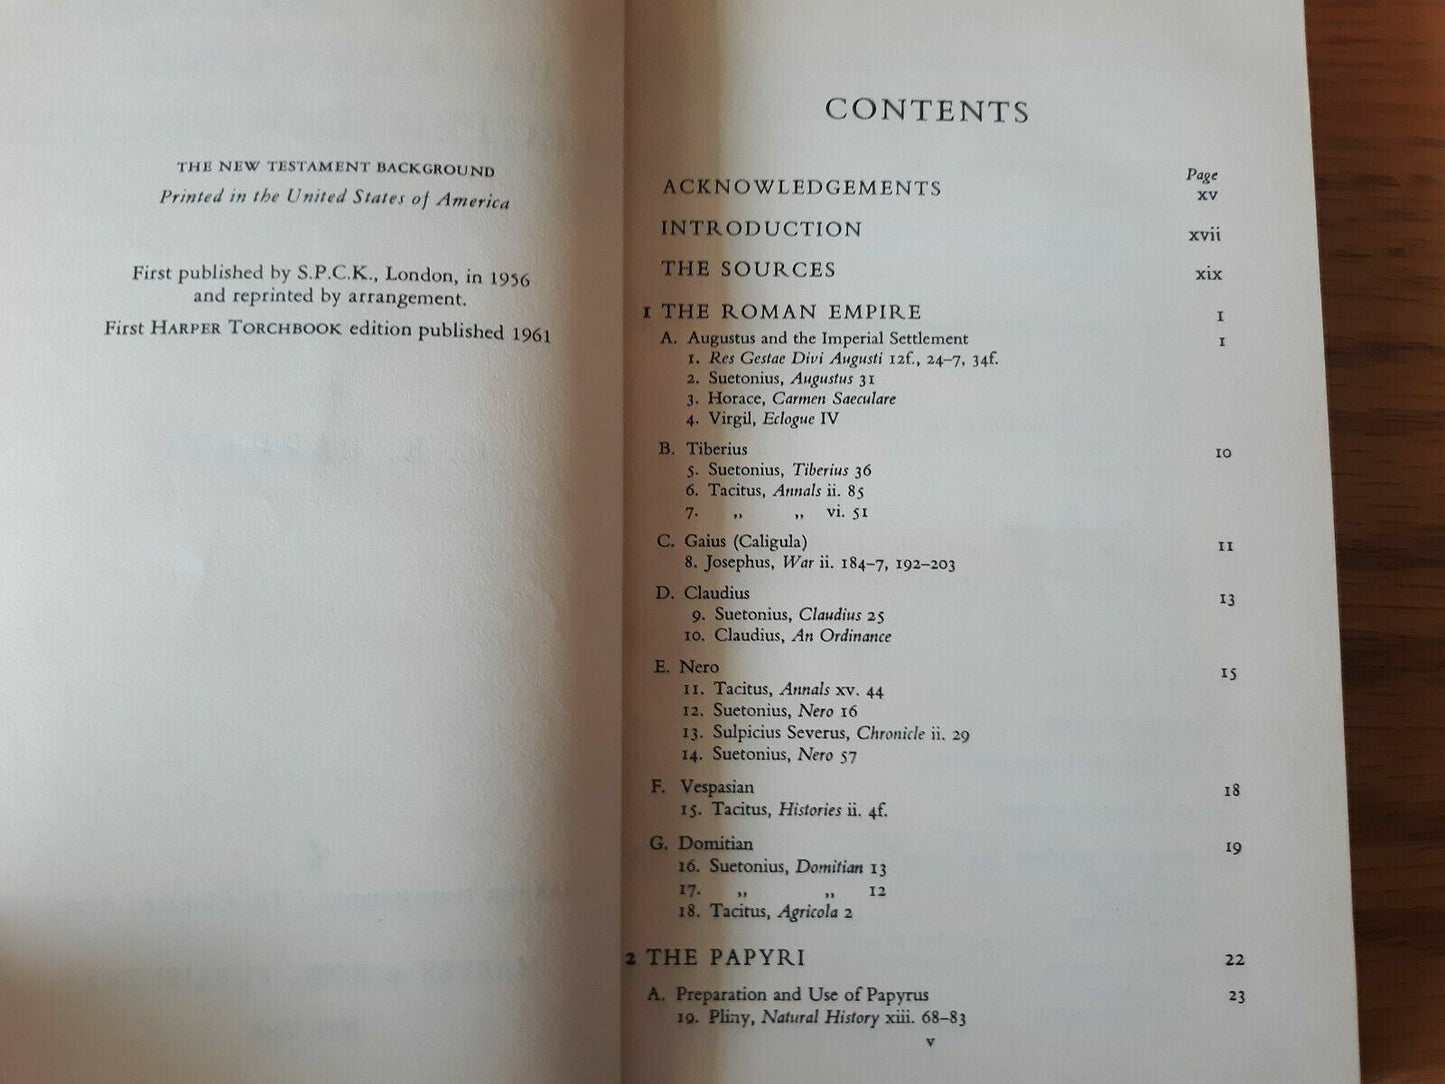 THE NEW TESTAMENT BACKGROUND
Printed in the United States of America
First published by S.P.C.K., London, in 1956
and reprinted by arrangement.
First HARPER TORCHBOOK edition published 1961
CONTENTS
Page
ACKNOWLEDGEMENTS xv
INTRODUCTION xvii
THE SOURCES xix
1 THE ROMAN EMPIRE 1
A. Augustus and the Imperial Settlement 1
1. Res Gestae Divi Augusti 12f., 24–7, 34f.
2. Suetonius, Augustus 31
3. Horace, Carmen Saeculare
4. Virgil, Eclogue IV
B. Tiberius 10
5. Suetonius, Tiberius 36
6. Tacitus, Annals ii. 85
7. „ „ vi. 51
C. Gaius (Caligula) 11
8. Josephus, War ii. 184–7, 192–203
D. Claudius 13
9. Suetonius, Claudius 25
10. Claudius, An Ordinance
E. Nero 15
11. Tacitus, Annals xv. 44
12. Suetonius, Nero 16
13. Sulpicius Severus, Chronicle ii. 29
14. Suetonius, Nero 57
F. Vespasian 18
15. Tacitus, Histories ii. 4f.
G. Domitian 19
16. Suetonius, Domitian 13
17. „ „ 12
18. Tacitus, Agricola 2
2 THE PAPYRI 22
A. Preparation and Use of Papyrus 23
19. Pliny, Natural History xiii. 68–83
v